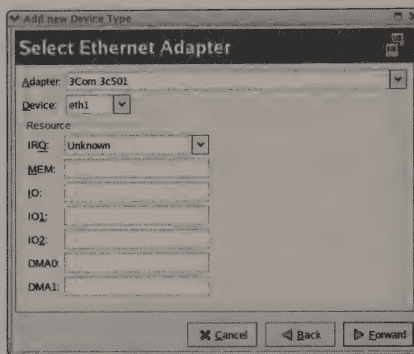 Add new Device Type
Select Ethernet Adapter
Adapter: 3Com 3c501
Device: eth1
Resource
IRQ: Unknown
MEM:
IO:
IO1:
IO2:
DMA0:
DMA1:
Cancel Back Forward